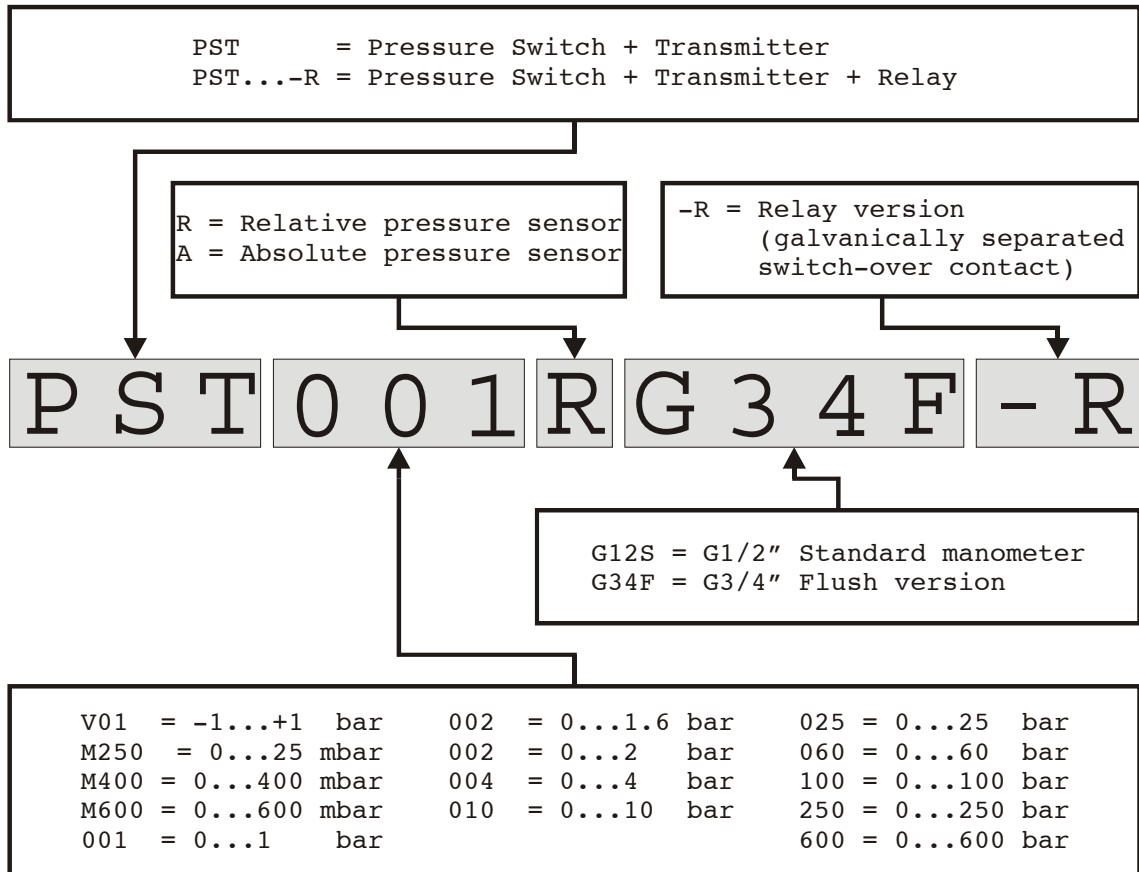 PST = Pressure Switch + Transmitter
PST...-R = Pressure Switch + Transmitter + Relay
R = Relative pressure sensor
A = Absolute pressure sensor
-R = Relay version
(galvanically separated
switch-over contact)
PST001RG34F-R
G12S = G1/2" Standard manometer
G34F = G3/4" Flush version
V01 = -1...+1 bar 002 = 0...1.6 bar 025 = 0...25 bar
M250 = 0...25 mbar 002 = 0...2 bar 060 = 0...60 bar
M400 = 0...400 mbar 004 = 0...4 bar 100 = 0...100 bar
M600 = 0...600 mbar 010 = 0...10 bar 250 = 0...250 bar
001 = 0...1 bar 600 = 0...600 bar